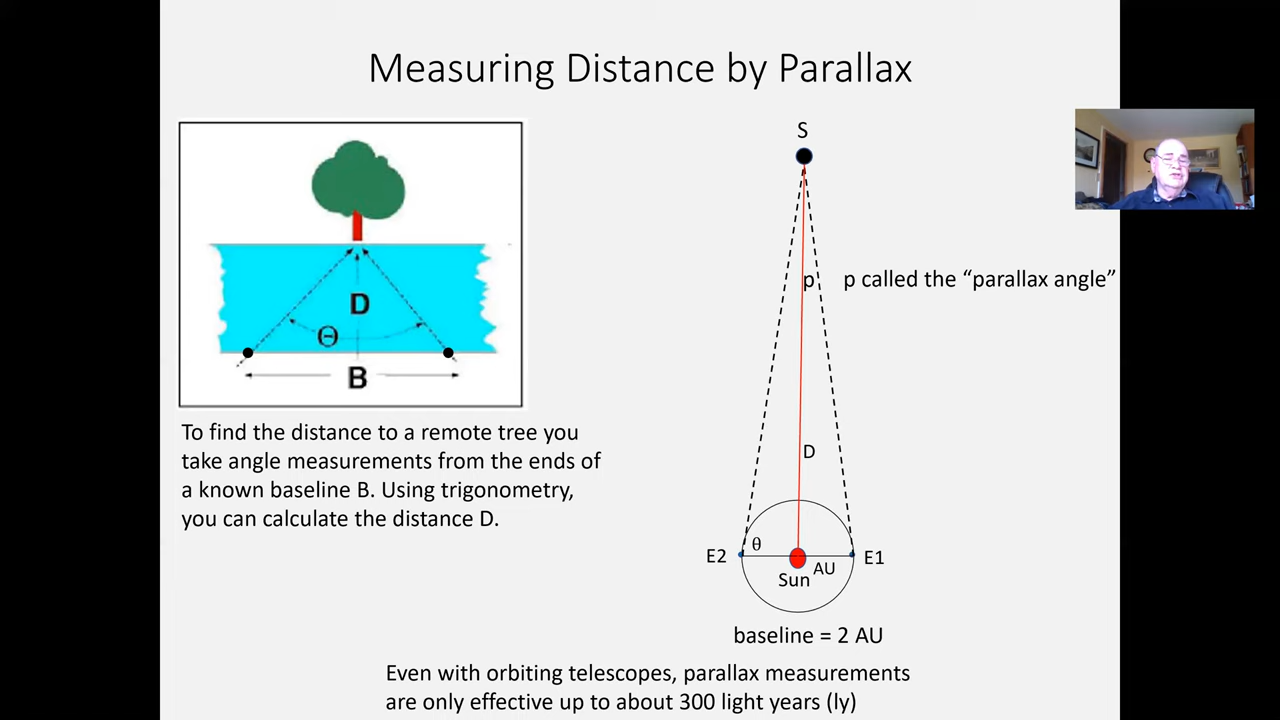 Measuring Distance by Parallax
D
Θ
B
To find the distance to a remote tree you
take angle measurements from the ends of
a known baseline B. Using trigonometry,
you can calculate the distance D.
S
p
p called the “parallax angle”
D
θ
E2
E1
AU
Sun
baseline = 2 AU
Even with orbiting telescopes, parallax measurements
are only effective up to about 300 light years (ly)